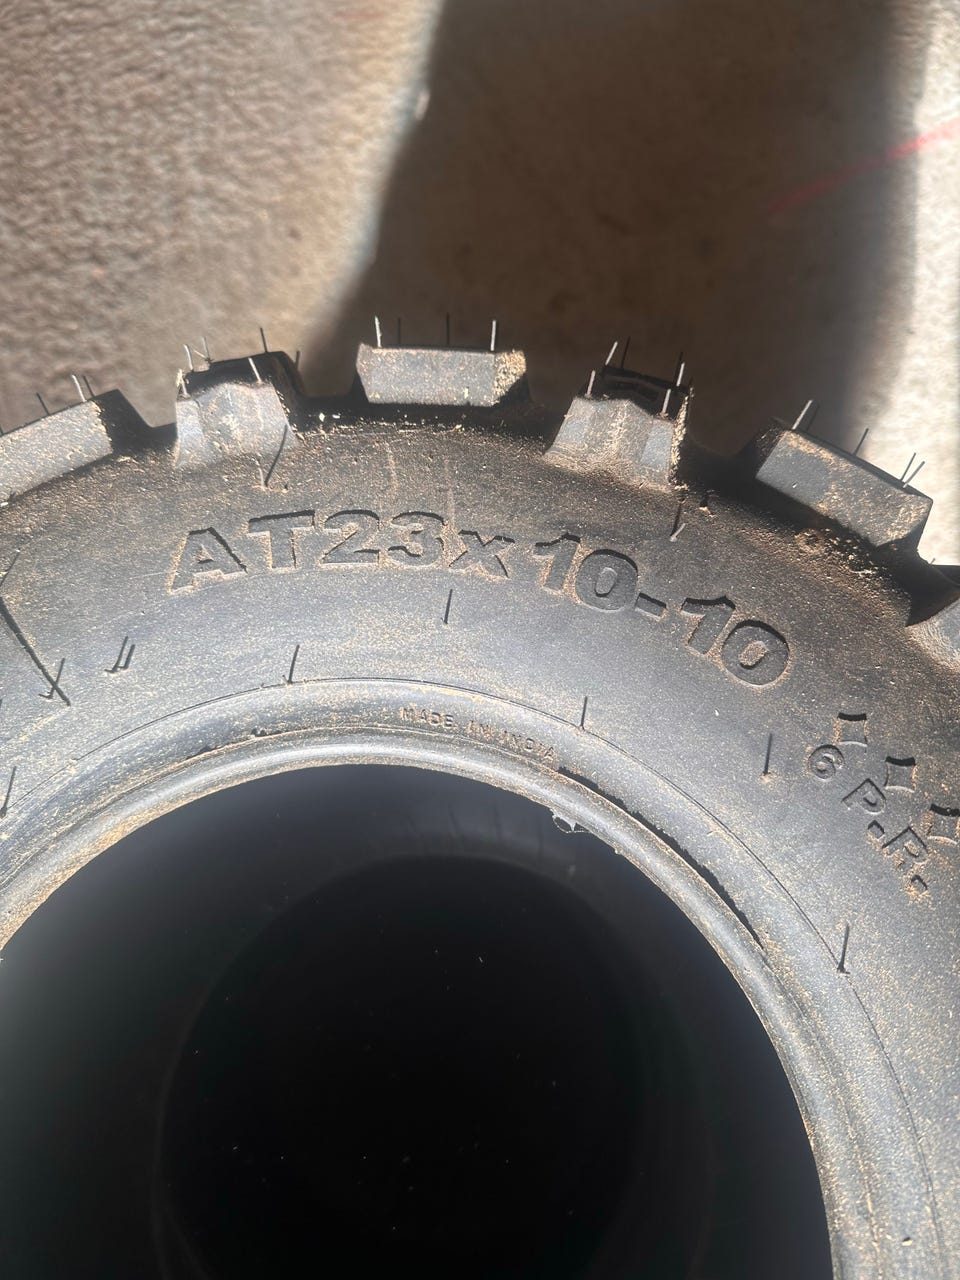 AT23x10-10
MADE IN INDIA
6 P.R.